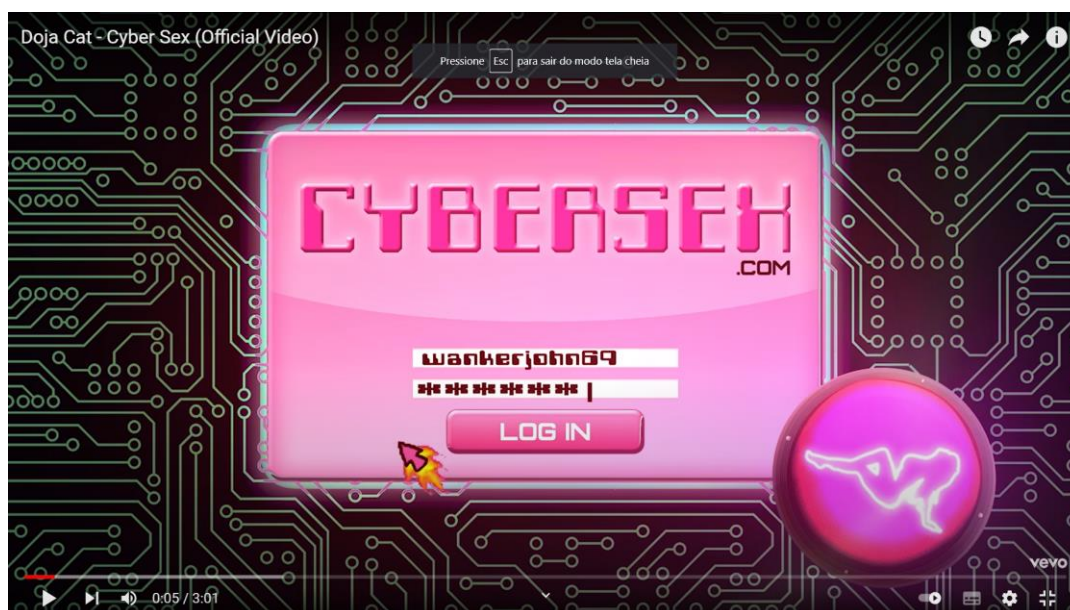 Doja Cat - Cyber Sex (Official Video)
Pressione Esc para sair do modo tela cheia
CYBERSEX
.COM
wankerjohn69
****** |
LOG IN
vevo
0:05 / 3:01